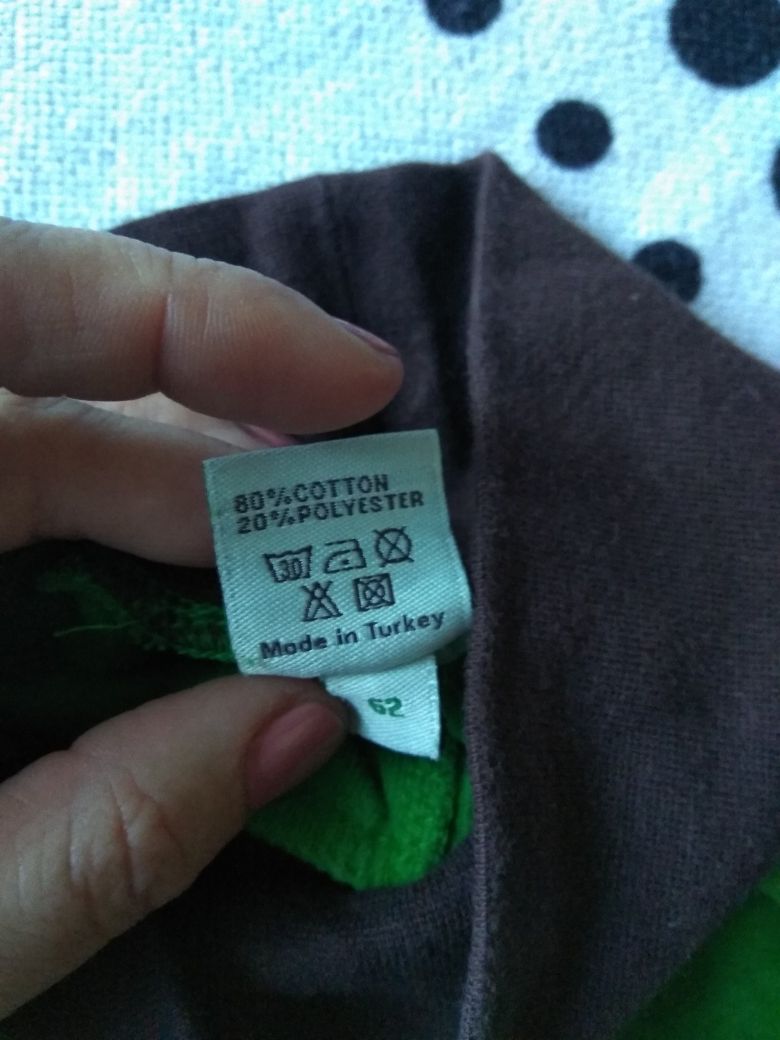 80%COTTON
20%POLYESTER
30
Made in Turkey
62